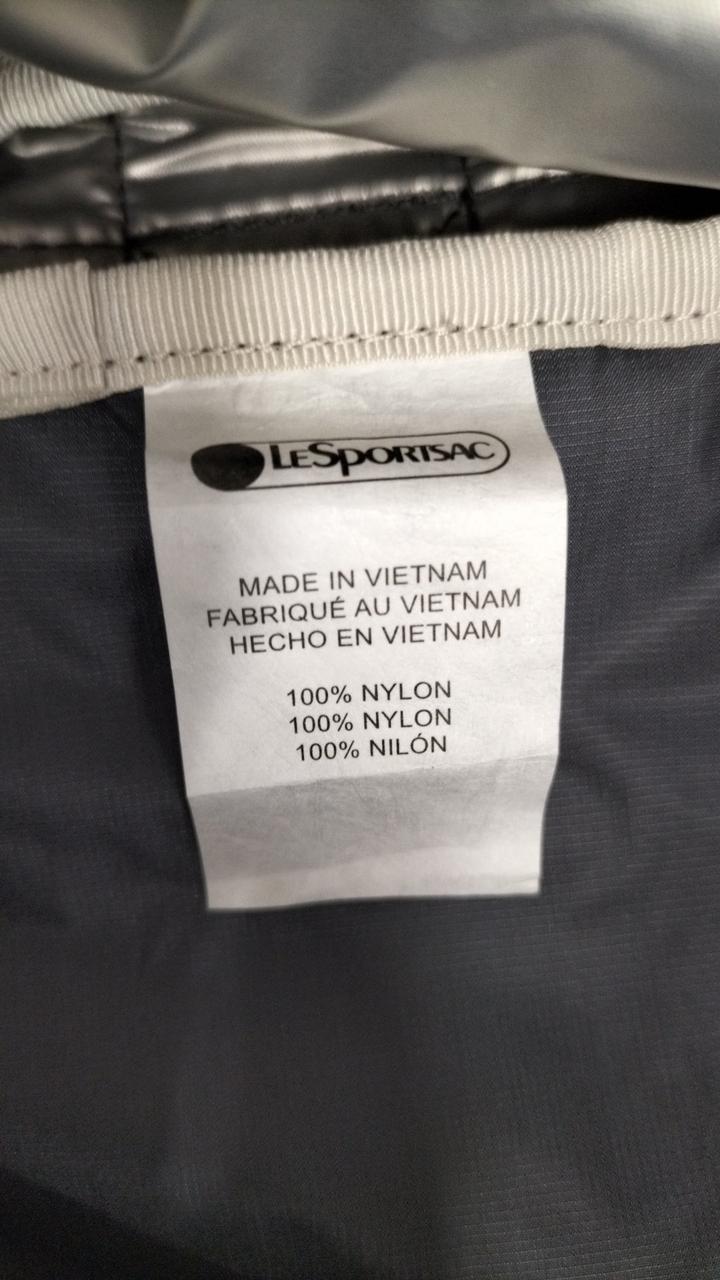 LESPORTSAC
MADE IN VIETNAM
FABRIQUÉ AU VIETNAM
HECHO EN VIETNAM
100% NYLON
100% NYLON
100% NILÓN